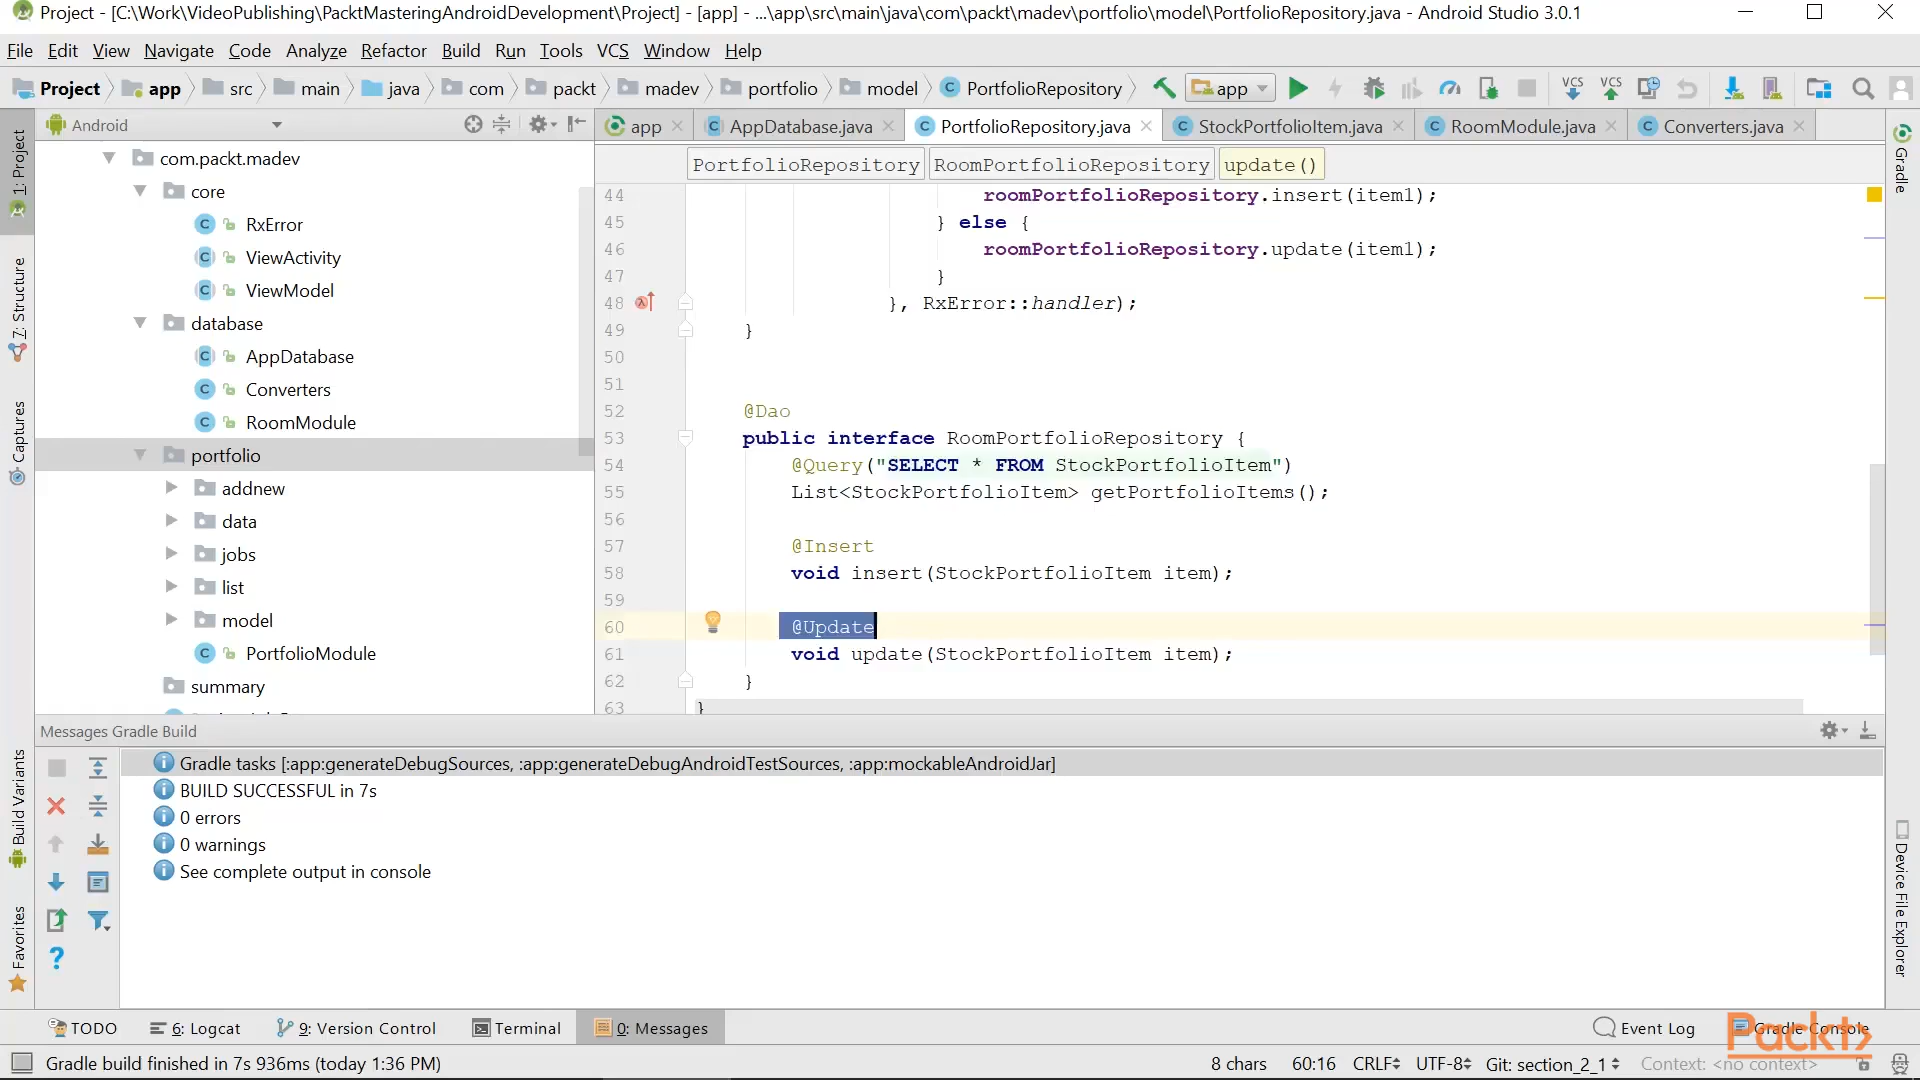 Project - [C:\Work\VideoPublishing\PacktMasteringAndroidDevelopment\Project] - [app] - ...\app\src\main\java\com\packt\madev\portfolio\model\PortfolioRepository.java - Android Studio 3.0.1
File Edit View Navigate Code Analyze Refactor Build Run Tools VCS Window Help
Project app src main java com packt madev portfolio model PortfolioRepository app VCS VCS
Android app AppDatabase.java PortfolioRepository.java StockPortfolioItem.java RoomModule.java Converters.java
1: Project
7: Structure
Captures
Build Variants
Favorites
com.packt.madev
core
RxError
ViewActivity
ViewModel
database
AppDatabase
Converters
RoomModule
portfolio
addnew
data
jobs
list
model
PortfolioModule
summary
PortfolioRepository RoomPortfolioRepository update()
44 roomPortfolioRepository.insert(item1);
45 } else {
46 roomPortfolioRepository.update(item1);
47 }
48 }, RxError::handler);
49 }
50
51
52 @Dao
53 public interface RoomPortfolioRepository {
54 @Query("SELECT * FROM StockPortfolioItem")
55 List<StockPortfolioItem> getPortfolioItems();
56
57 @Insert
58 void insert(StockPortfolioItem item);
59
60 @Update
61 void update(StockPortfolioItem item);
62 }
63 }
Gradle
Device File Explorer
Messages Gradle Build
Gradle tasks [:app:generateDebugSources, :app:generateDebugAndroidTestSources, :app:mockableAndroidJar]
BUILD SUCCESSFUL in 7s
0 errors
0 warnings
See complete output in console
TODO 6: Logcat 9: Version Control Terminal 0: Messages Event Log Gradle Console
Packt>
Gradle build finished in 7s 936ms (today 1:36 PM) 8 chars 60:16 CRLF UTF-8 Git: section_2_1 Context: <no context>